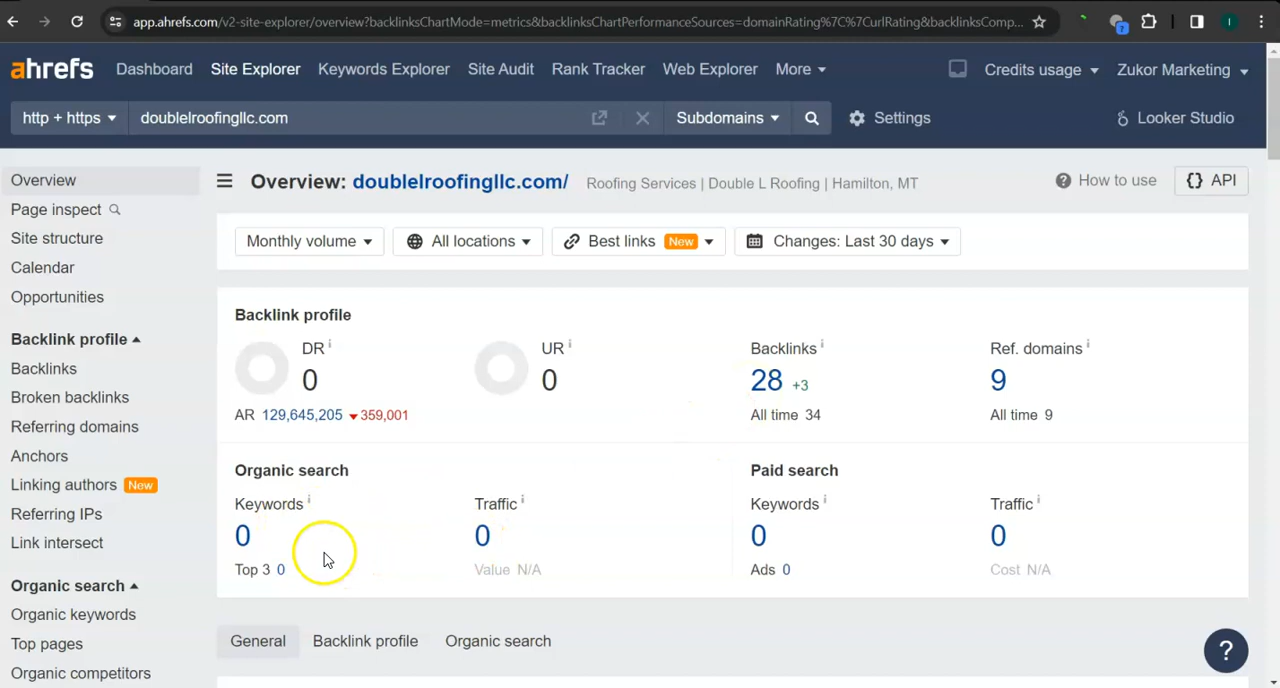 app.ahrefs.com/v2-site-explorer/overview?backlinksChartMode=metrics&backlinksChartPerformanceSources=domainRating%7C%7CurlRating&backlinksComp...
I
ahrefs Dashboard Site Explorer Keywords Explorer Site Audit Rank Tracker Web Explorer More Credits usage Zukor Marketing
http + https doublelroofingllc.com Subdomains Settings Looker Studio
Overview
Page inspect
Site structure
Calendar
Opportunities
Backlink profile
Backlinks
Broken backlinks
Referring domains
Anchors
Linking authors New
Referring IPs
Link intersect
Organic search
Organic keywords
Top pages
Organic competitors
Overview: doublelroofingllc.com/ Roofing Services | Double L Roofing | Hamilton, MT ? How to use {} API
Monthly volume All locations Best links New Changes: Last 30 days
Backlink profile
DR i
0
AR 129,645,205 359,001
UR i
0
Backlinks i
28 +3
All time 34
Ref. domains i
9
All time 9
Organic search
Keywords i
0
Top 3 0
Traffic i
0
Value N/A
Paid search
Keywords i
0
Ads 0
Traffic i
0
Cost N/A
General Backlink profile Organic search
?